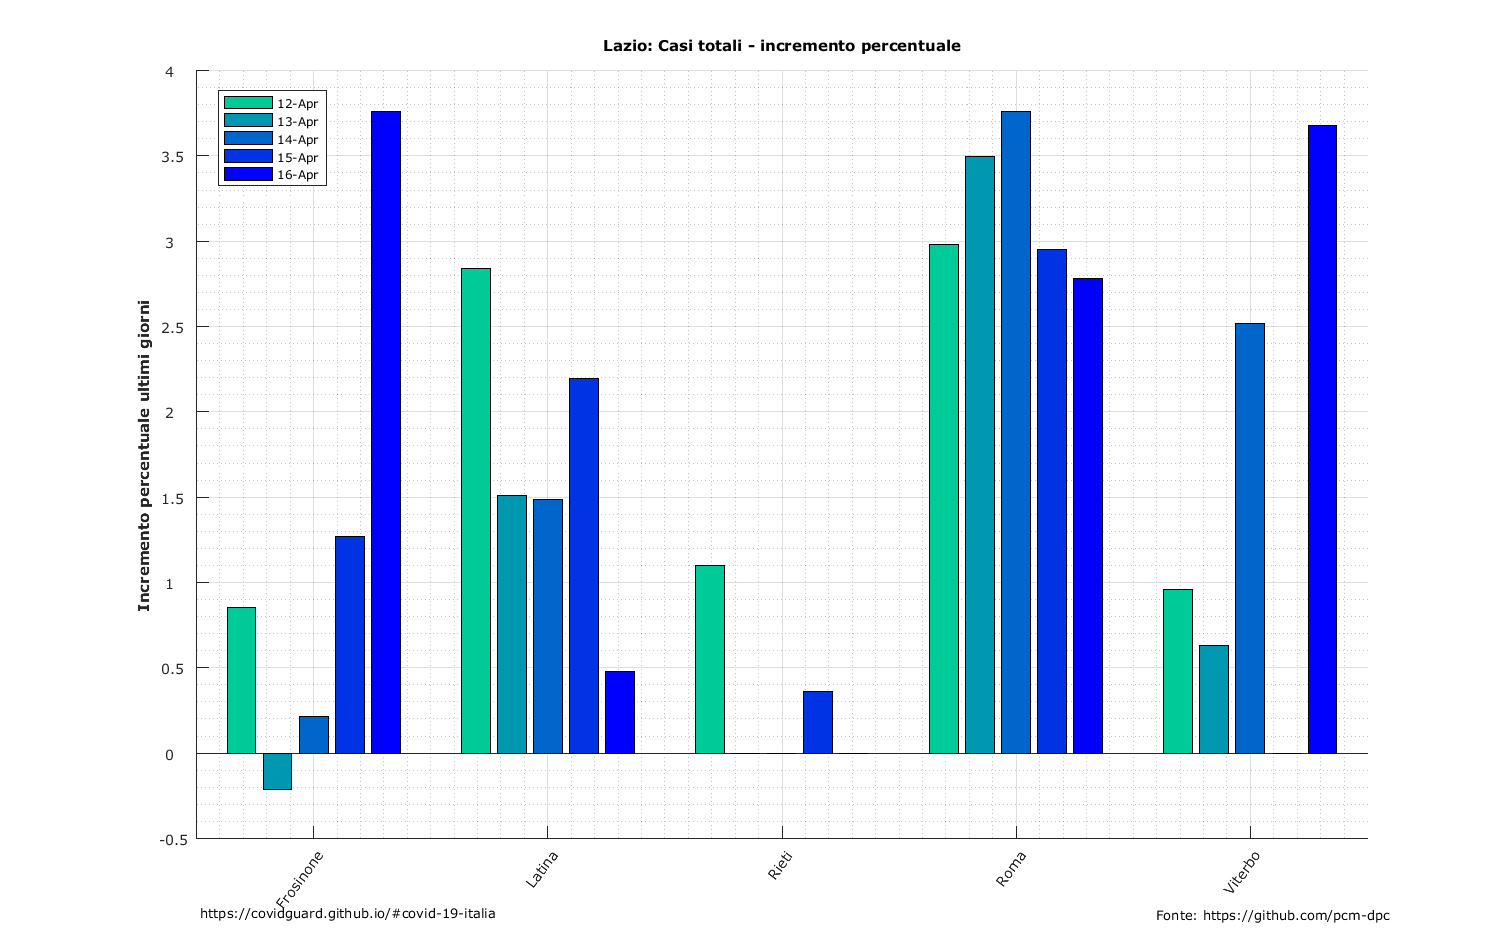 Lazio: Casi totali - incremento percentuale
Incremento percentuale ultimi giorni
4
3.5
3
2.5
2
1.5
1
0.5
0
-0.5
12-Apr
13-Apr
14-Apr
15-Apr
16-Apr
Frosinone
Latina
Rieti
Roma
Viterbo
https://covidguard.github.io/#covid-19-italia
Fonte: https://github.com/pcm-dpc